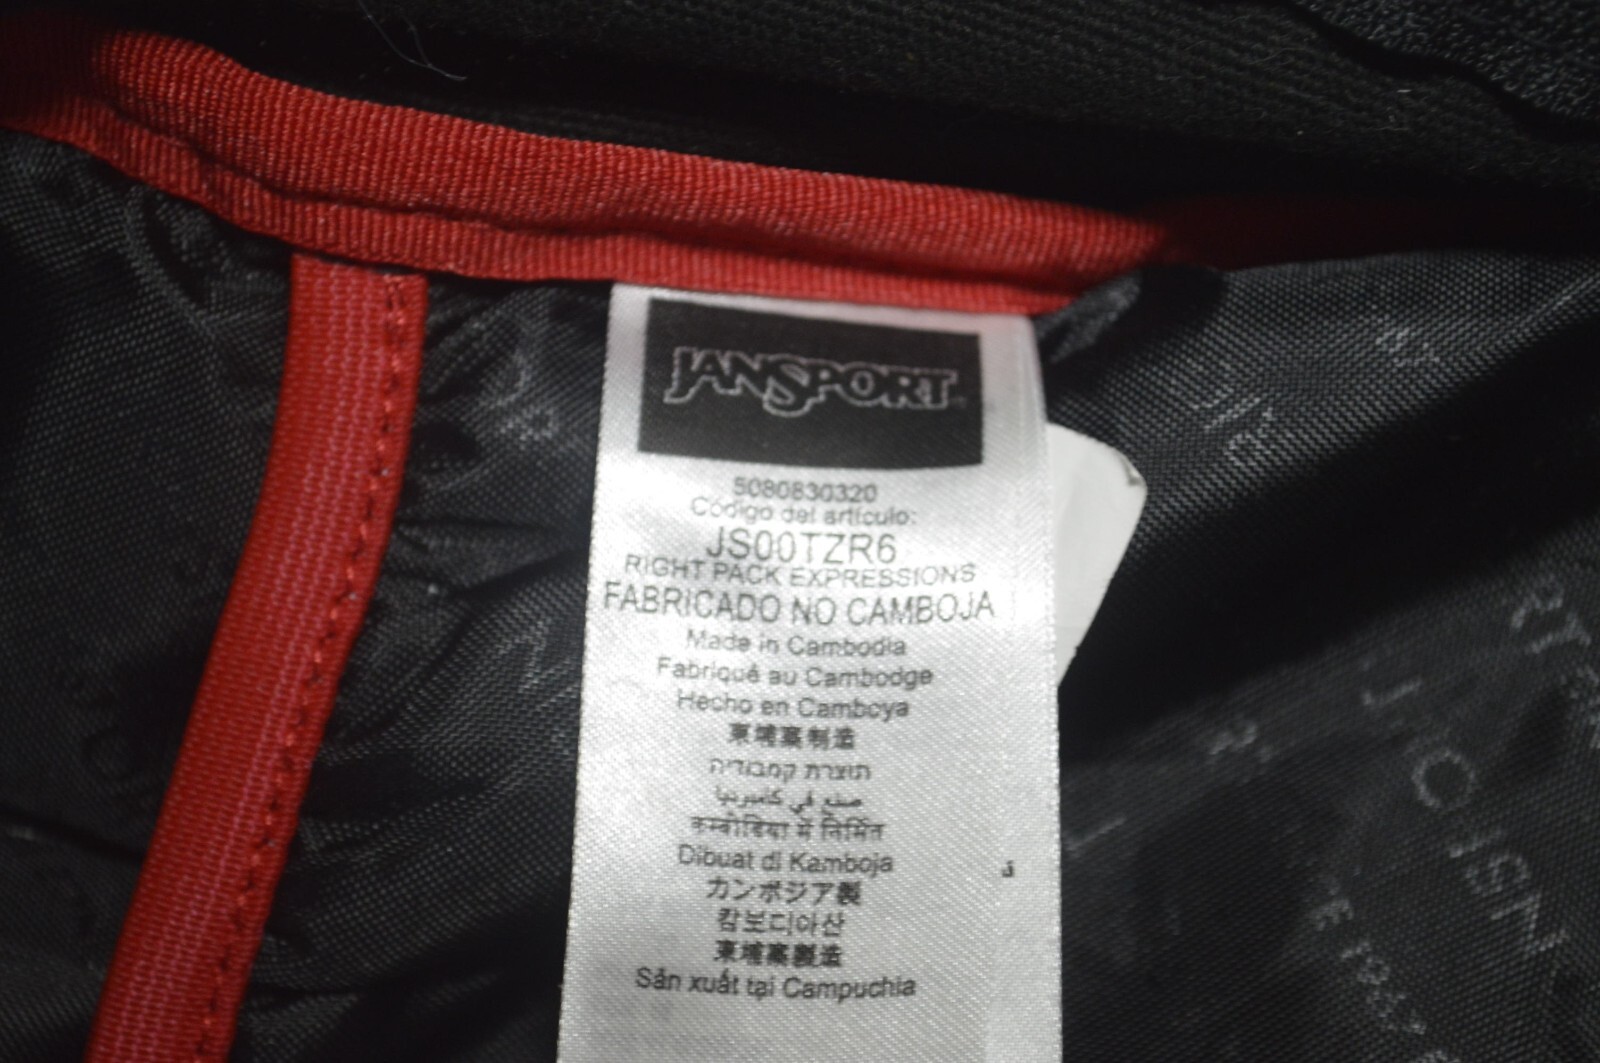 JANSPORT
5080830320
Código del artículo:
JS00TZR6
RIGHT PACK EXPRESSIONS
FABRICADO NO CAMBOJA
Made in Cambodia
Fabriqué au Cambodge
Hecho en Camboya
柬埔寨制造
תוצרת קמבודיה
صنع في كامبوديا
कम्बोडिया में निर्मित
Dibuat di Kamboja
カンボジア製
캄보디아산
柬埔寨製造
Sản xuất tại Campuchia